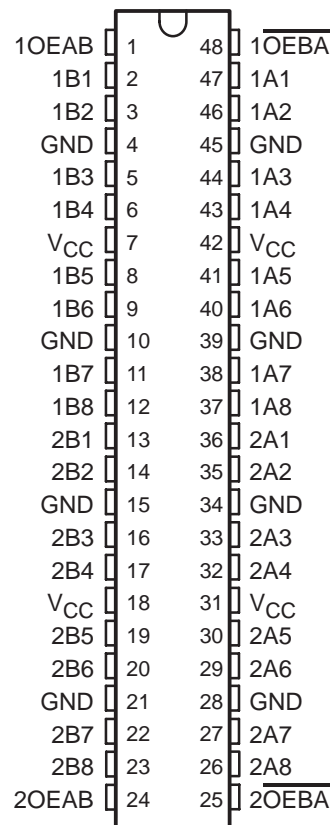 1OEAB 1 48 1OEBA
1B1 2 47 1A1
1B2 3 46 1A2
GND 4 45 GND
1B3 5 44 1A3
1B4 6 43 1A4
VCC 7 42 VCC
1B5 8 41 1A5
1B6 9 40 1A6
GND 10 39 GND
1B7 11 38 1A7
1B8 12 37 1A8
2B1 13 36 2A1
2B2 14 35 2A2
GND 15 34 GND
2B3 16 33 2A3
2B4 17 32 2A4
VCC 18 31 VCC
2B5 19 30 2A5
2B6 20 29 2A6
GND 21 28 GND
2B7 22 27 2A7
2B8 23 26 2A8
2OEAB 24 25 2OEBA